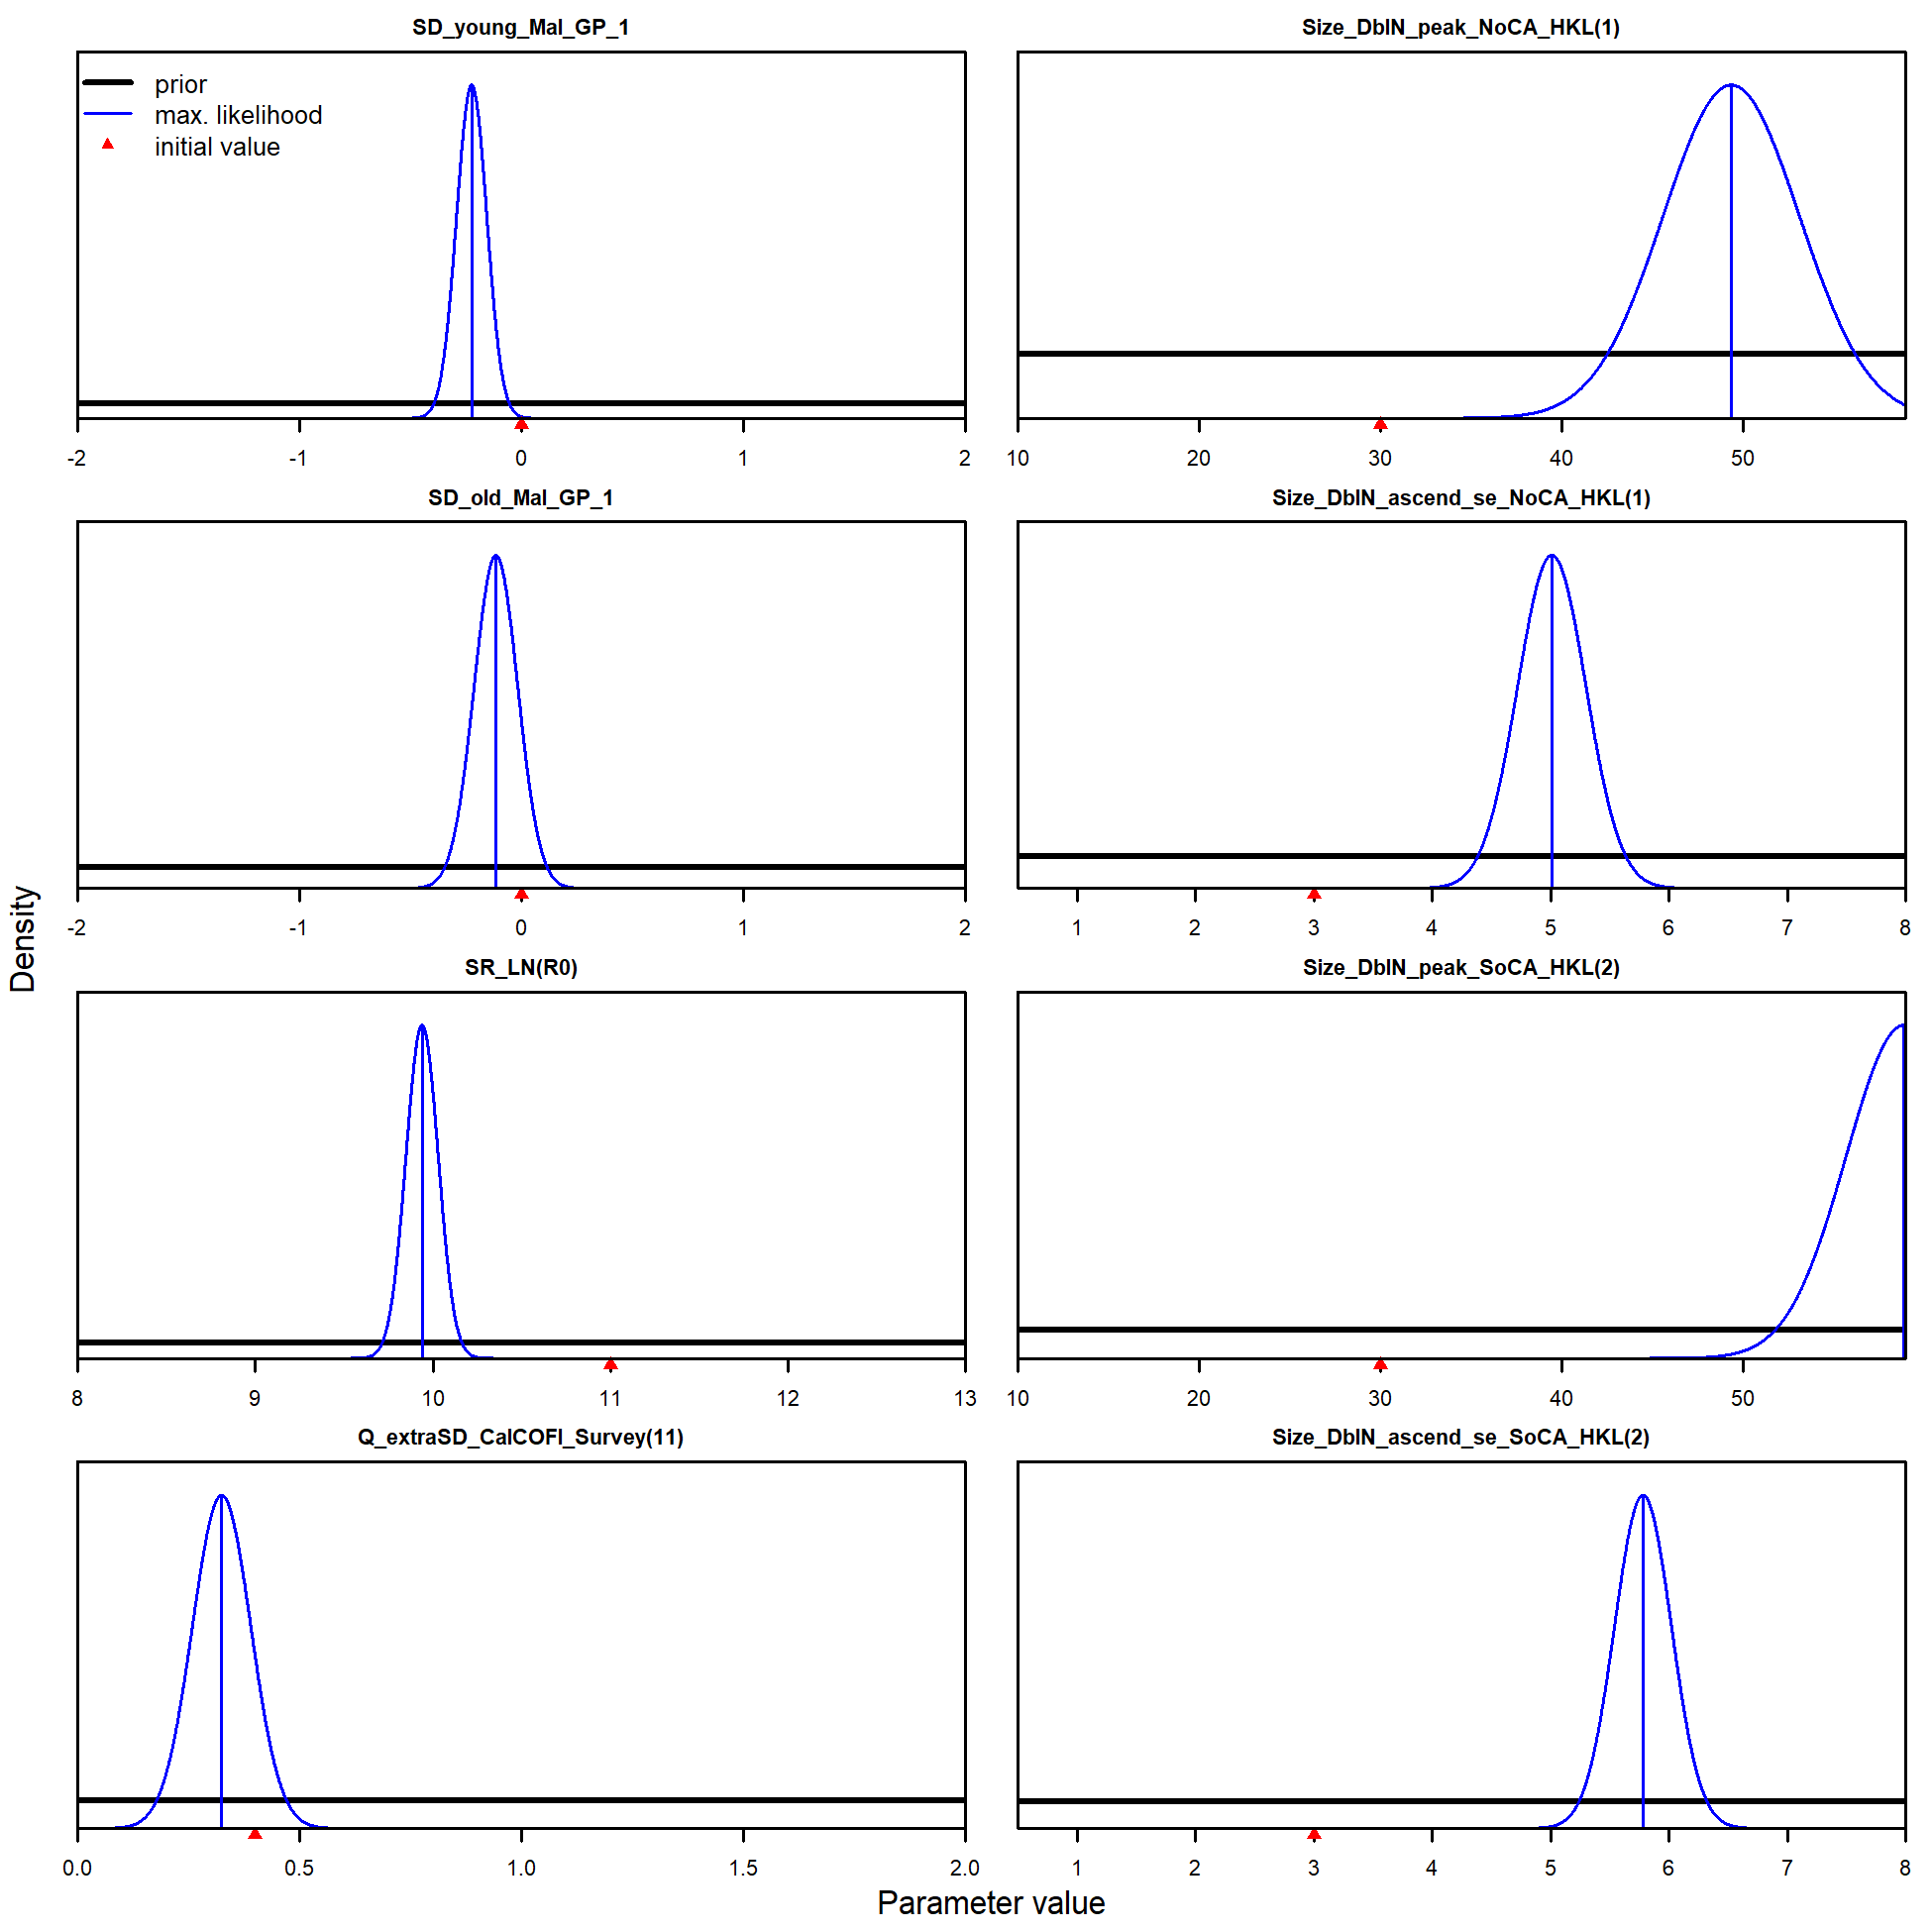 SD_young_Mal_GP_1
prior
max. likelihood
initial value
-2 -1 0 1 2
Size_DblN_peak_NoCA_HKL(1)
10 20 30 40 50
SD_old_Mal_GP_1
-2 -1 0 1 2
Size_DblN_ascend_se_NoCA_HKL(1)
1 2 3 4 5 6 7 8
SR_LN(R0)
8 9 10 11 12 13
Size_DblN_peak_SoCA_HKL(2)
10 20 30 40 50
Q_extraSD_CalCOFI_Survey(11)
0.0 0.5 1.0 1.5 2.0
Size_DblN_ascend_se_SoCA_HKL(2)
1 2 3 4 5 6 7 8
Density
Parameter value